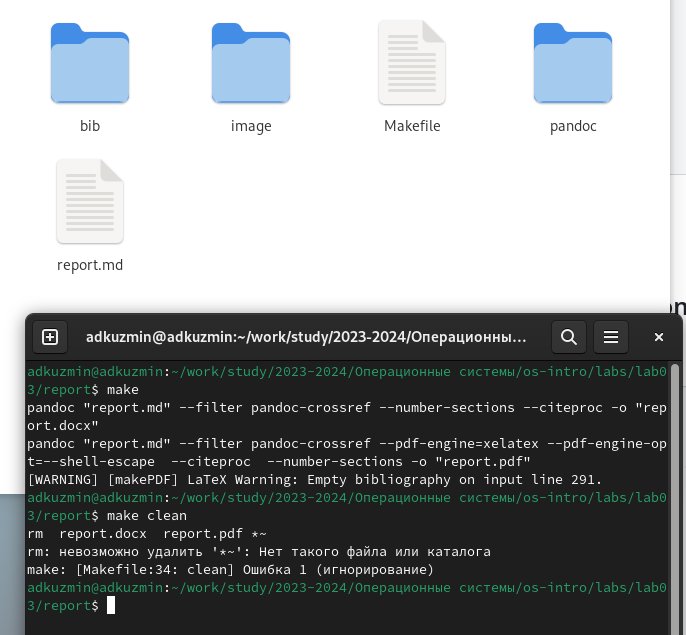 bib
image
Makefile
pandoc
report.md
adkuzmin@adkuzmin:~/work/study/2023-2024/Операционны...
adkuzmin@adkuzmin:~/work/study/2023-2024/Операционные системы/os-intro/labs/lab0
3/report$ make
pandoc "report.md" --filter pandoc-crossref --number-sections --citeproc -o "rep
ort.docx"
pandoc "report.md" --filter pandoc-crossref --pdf-engine=xelatex --pdf-engine-op
t=--shell-escape  --citeproc  --number-sections -o "report.pdf"
[WARNING] [makePDF] LaTeX Warning: Empty bibliography on input line 291.
adkuzmin@adkuzmin:~/work/study/2023-2024/Операционные системы/os-intro/labs/lab0
3/report$ make clean
rm  report.docx  report.pdf *~
rm: невозможно удалить '*~': Нет такого файла или каталога
make: [Makefile:34: clean] Ошибка 1 (игнорирование)
adkuzmin@adkuzmin:~/work/study/2023-2024/Операционные системы/os-intro/labs/lab0
3/report$